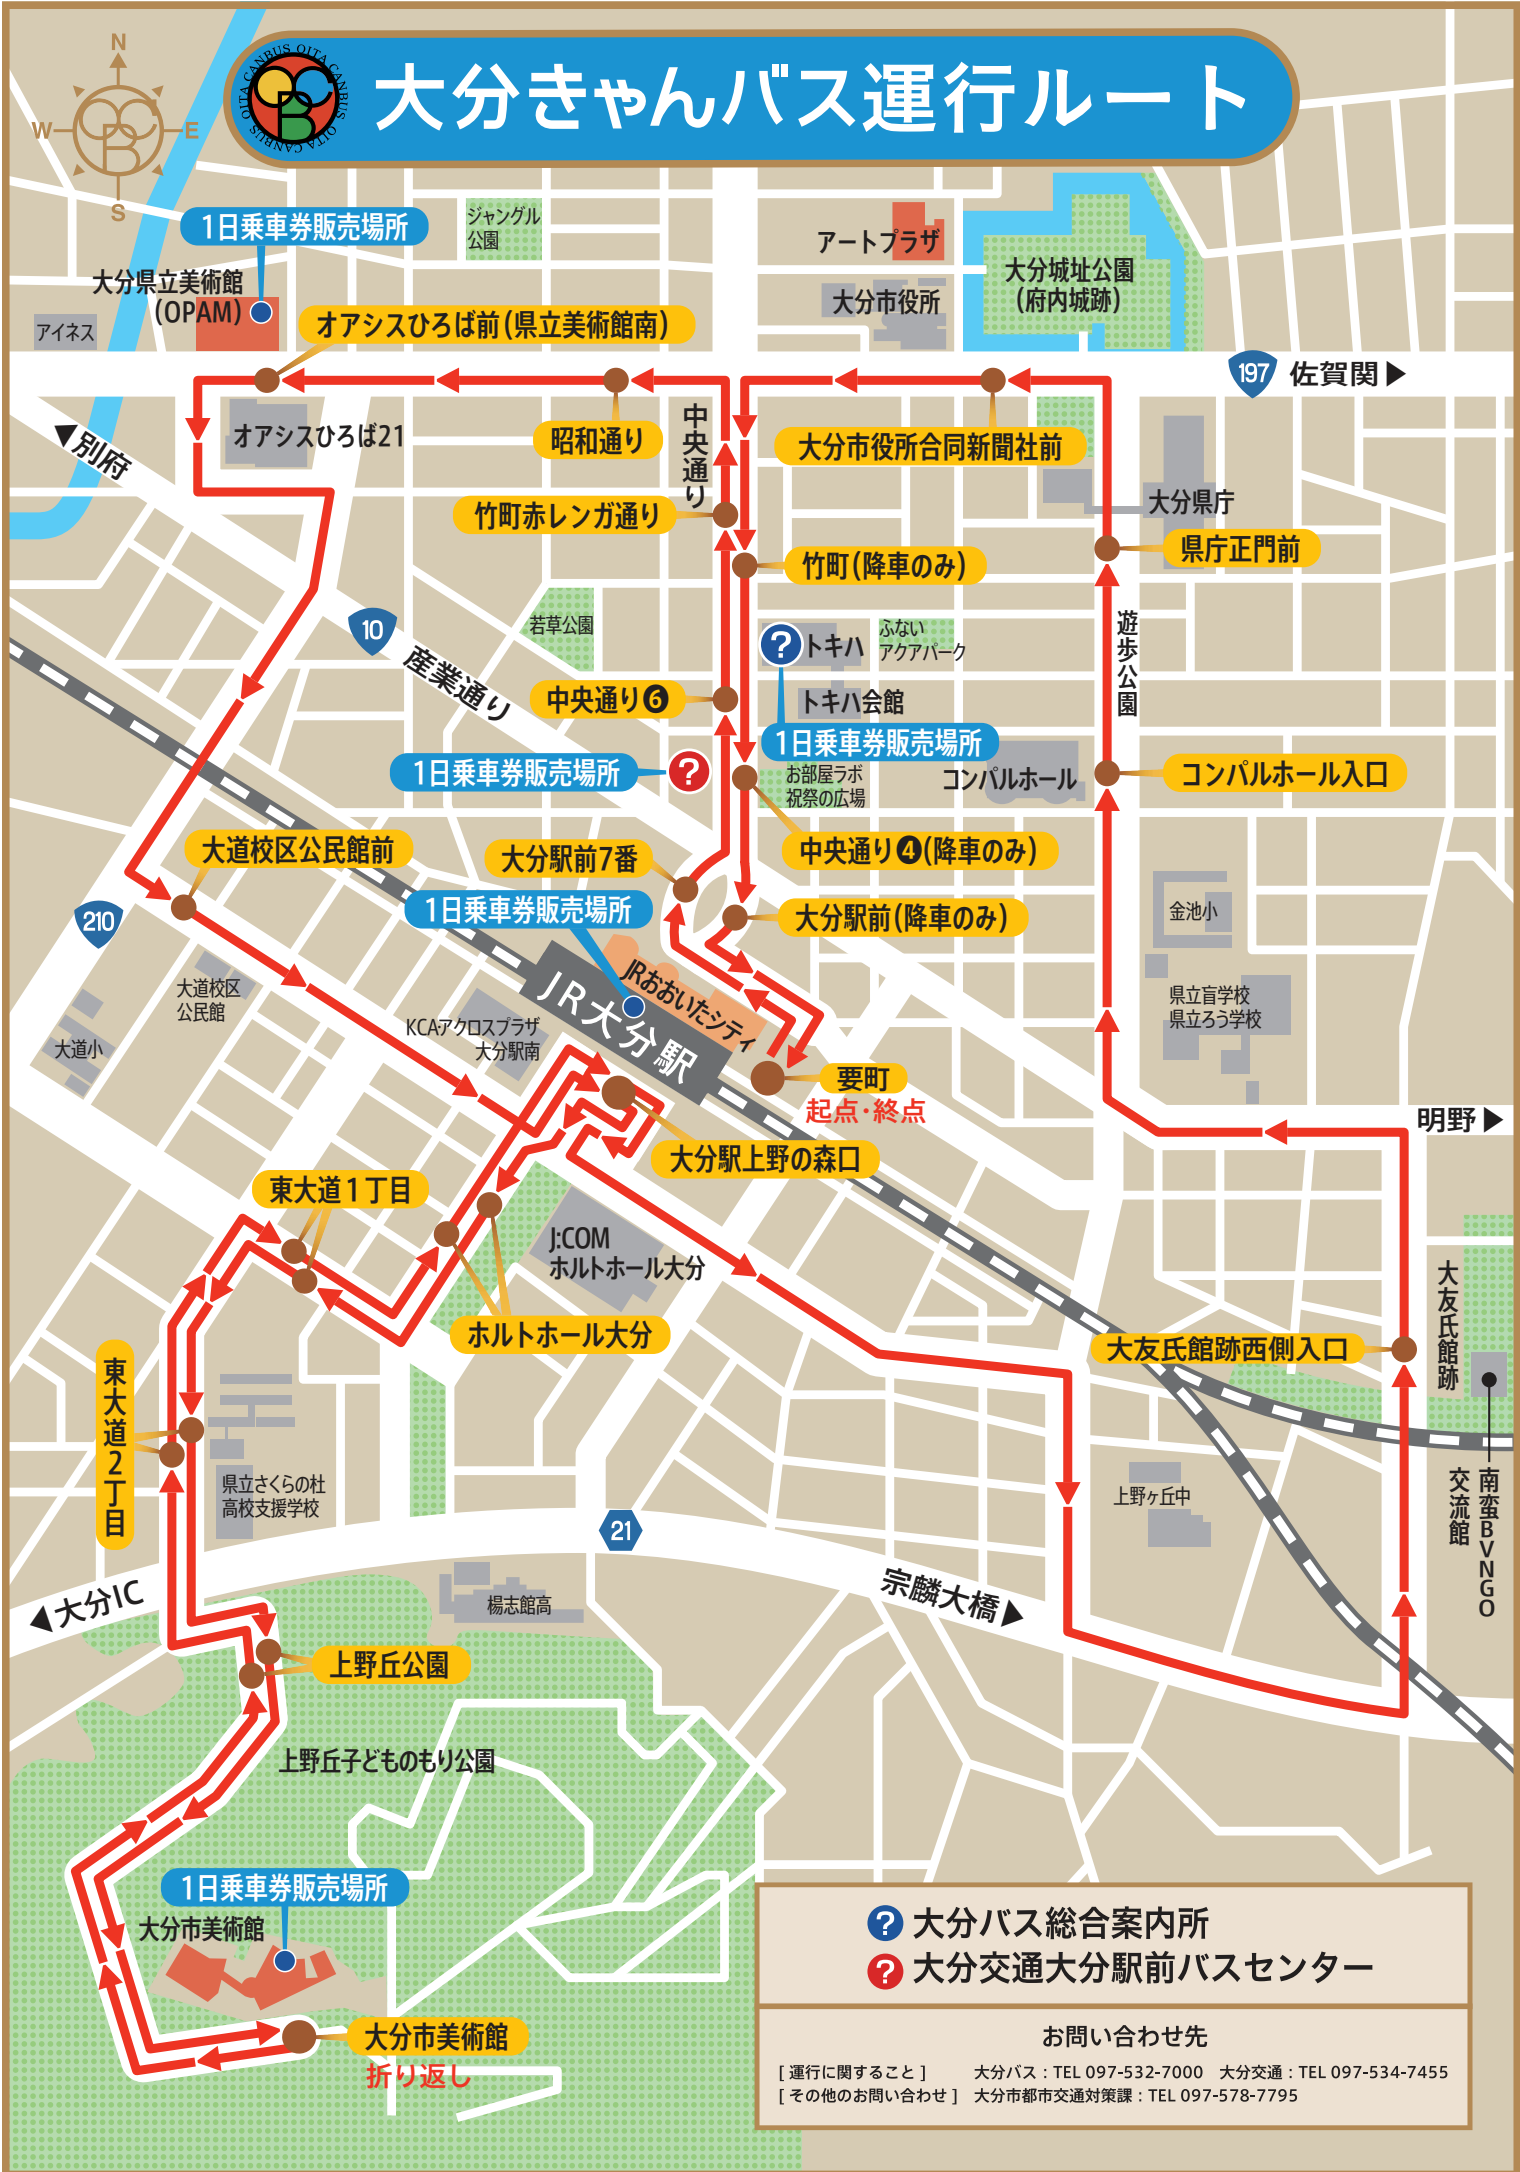 大分きゃんバス運行ルート
OITA CANBUS OITA CANBUS OITA CANBUS
N
W
E
S
1日乗車券販売場所
ジャングル
公園
アートプラザ
大分県立美術館
(OPAM)
アイネス
大分市役所
大分城址公園
(府内城跡)
オアシスひろば前(県立美術館南)
197
佐賀関▶
◀別府
オアシスひろば21
昭和通り
中央通り
大分市役所合同新聞社前
竹町赤レンガ通り
大分県庁
県庁正門前
竹町(降車のみ)
10
産業通り
若草公園
?
トキハ
ふない
アクアパーク
遊歩公園
中央通り❻
トキハ会館
1日乗車券販売場所
1日乗車券販売場所
?
お部屋ラボ
祝祭の広場
コンパルホール
コンパルホール入口
大道校区公民館前
大分駅前7番
中央通り❹(降車のみ)
1日乗車券販売場所
大分駅前(降車のみ)
210
金池小
大道校区
公民館
大道小
KCAアクロスプラザ
大分駅南
JR大分駅
JRおおいたシティ
県立盲学校
県立ろう学校
要町
起点・終点
明野▶
大分駅上野の森口
東大道1丁目
J:COM
ホルトホール大分
ホルトホール大分
大友氏館跡西側入口
大友氏館跡
東大道2丁目
県立さくらの杜
高校支援学校
上野ヶ丘中
南蛮BVNGO
交流館
21
◀大分IC
楊志館高
宗麟大橋▶
上野丘公園
上野丘子どものもり公園
1日乗車券販売場所
大分市美術館
大分市美術館
折り返し
? 大分バス総合案内所
? 大分交通大分駅前バスセンター
お問い合わせ先
[ 運行に関すること ] 大分バス：TEL 097-532-7000 大分交通：TEL 097-534-7455
[ その他のお問い合わせ ] 大分市都市交通対策課：TEL 097-578-7795